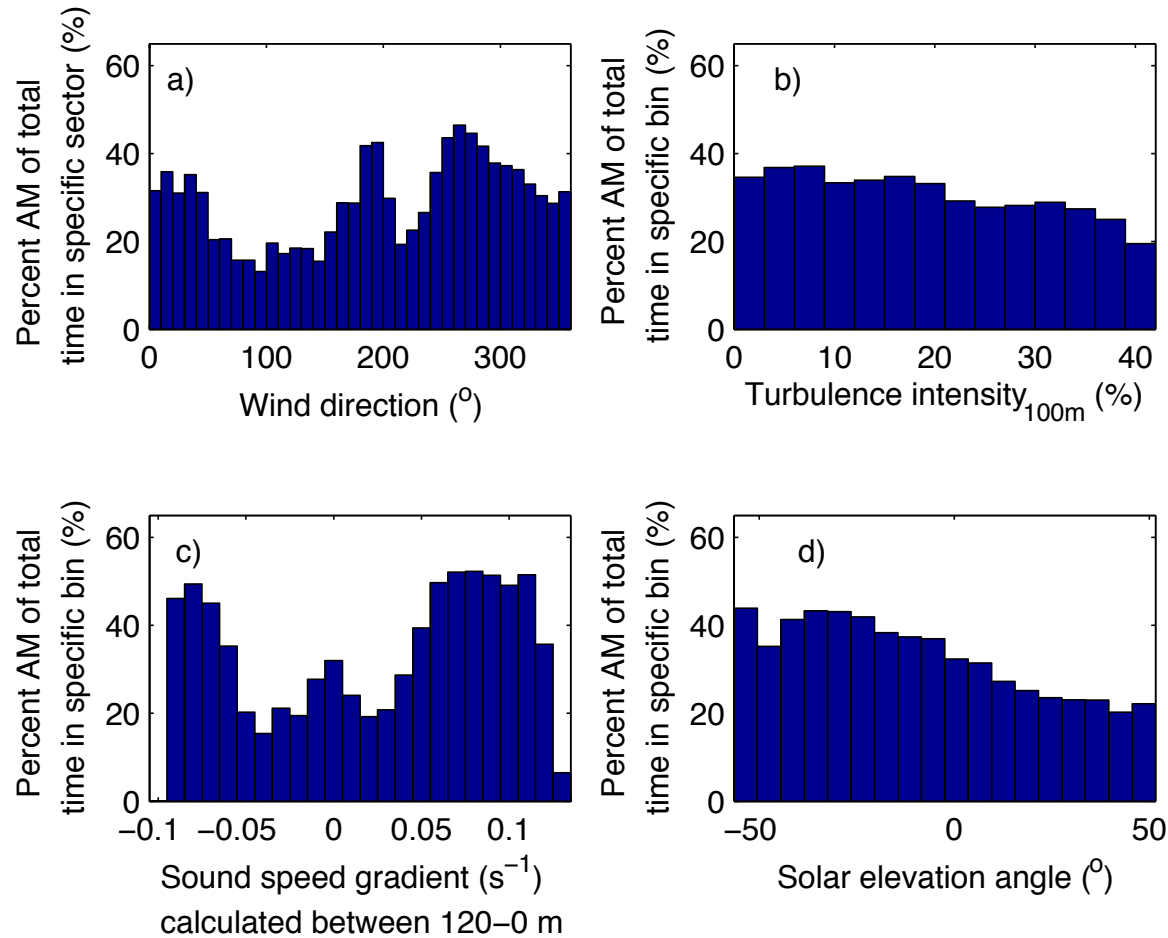 Percent AM of total
time in specific sector (%)
60
40
20
0
a)
0 100 200 300
Wind direction (o)
Percent AM of total
time in specific bin (%)
60
40
20
0
b)
0 10 20 30 40
Turbulence intensity100m (%)
Percent AM of total
time in specific bin (%)
60
40
20
0
c)
−0.1 −0.05 0 0.05 0.1
Sound speed gradient (s−1)
calculated between 120−0 m
Percent AM of total
time in specific bin (%)
60
40
20
0
d)
−50 0 50
Solar elevation angle (o)